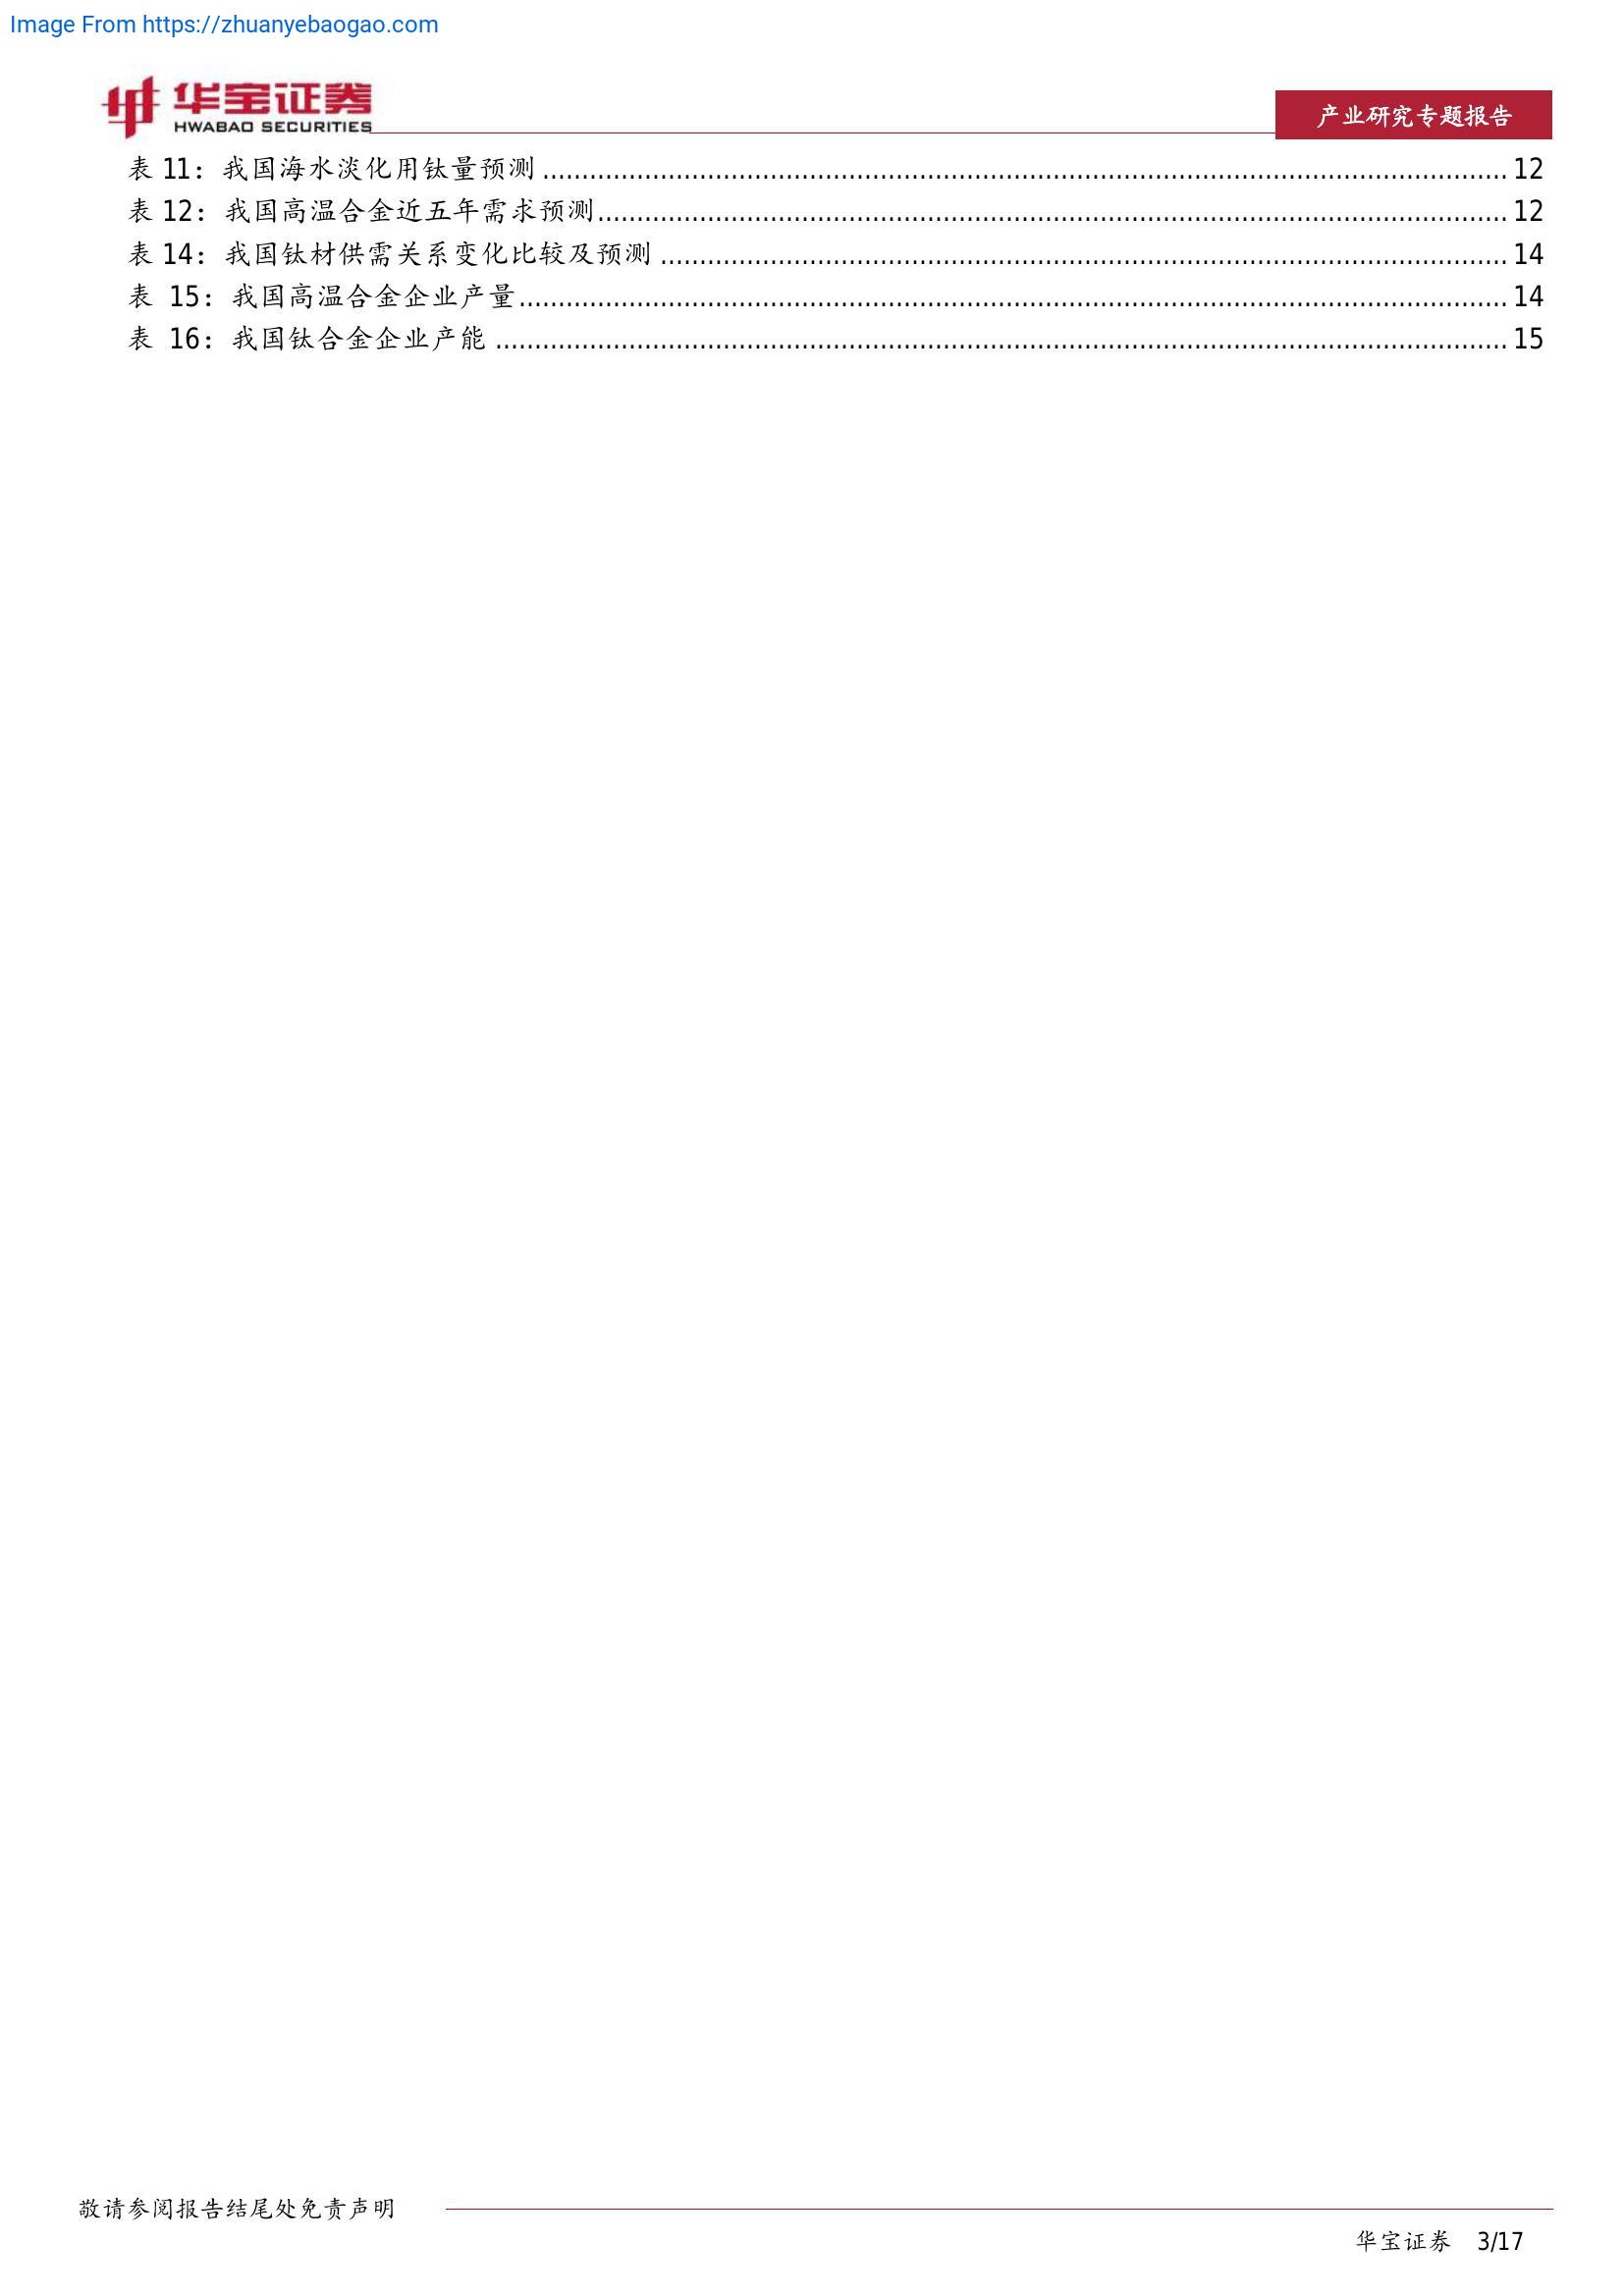 Image From https://zhuanyebaogao.com
华宝证券
HWABAO SECURITIES
产业研究专题报告
表 11：我国海水淡化用钛量预测 ........................................ 12
表 12：我国高温合金近五年需求预测 ........................................ 12
表 14：我国钛材供需关系变化比较及预测 ........................................ 14
表 15：我国高温合金企业产量 ........................................ 14
表 16：我国钛合金企业产能 ........................................ 15
敬请参阅报告结尾处免责声明
华宝证券 3/17